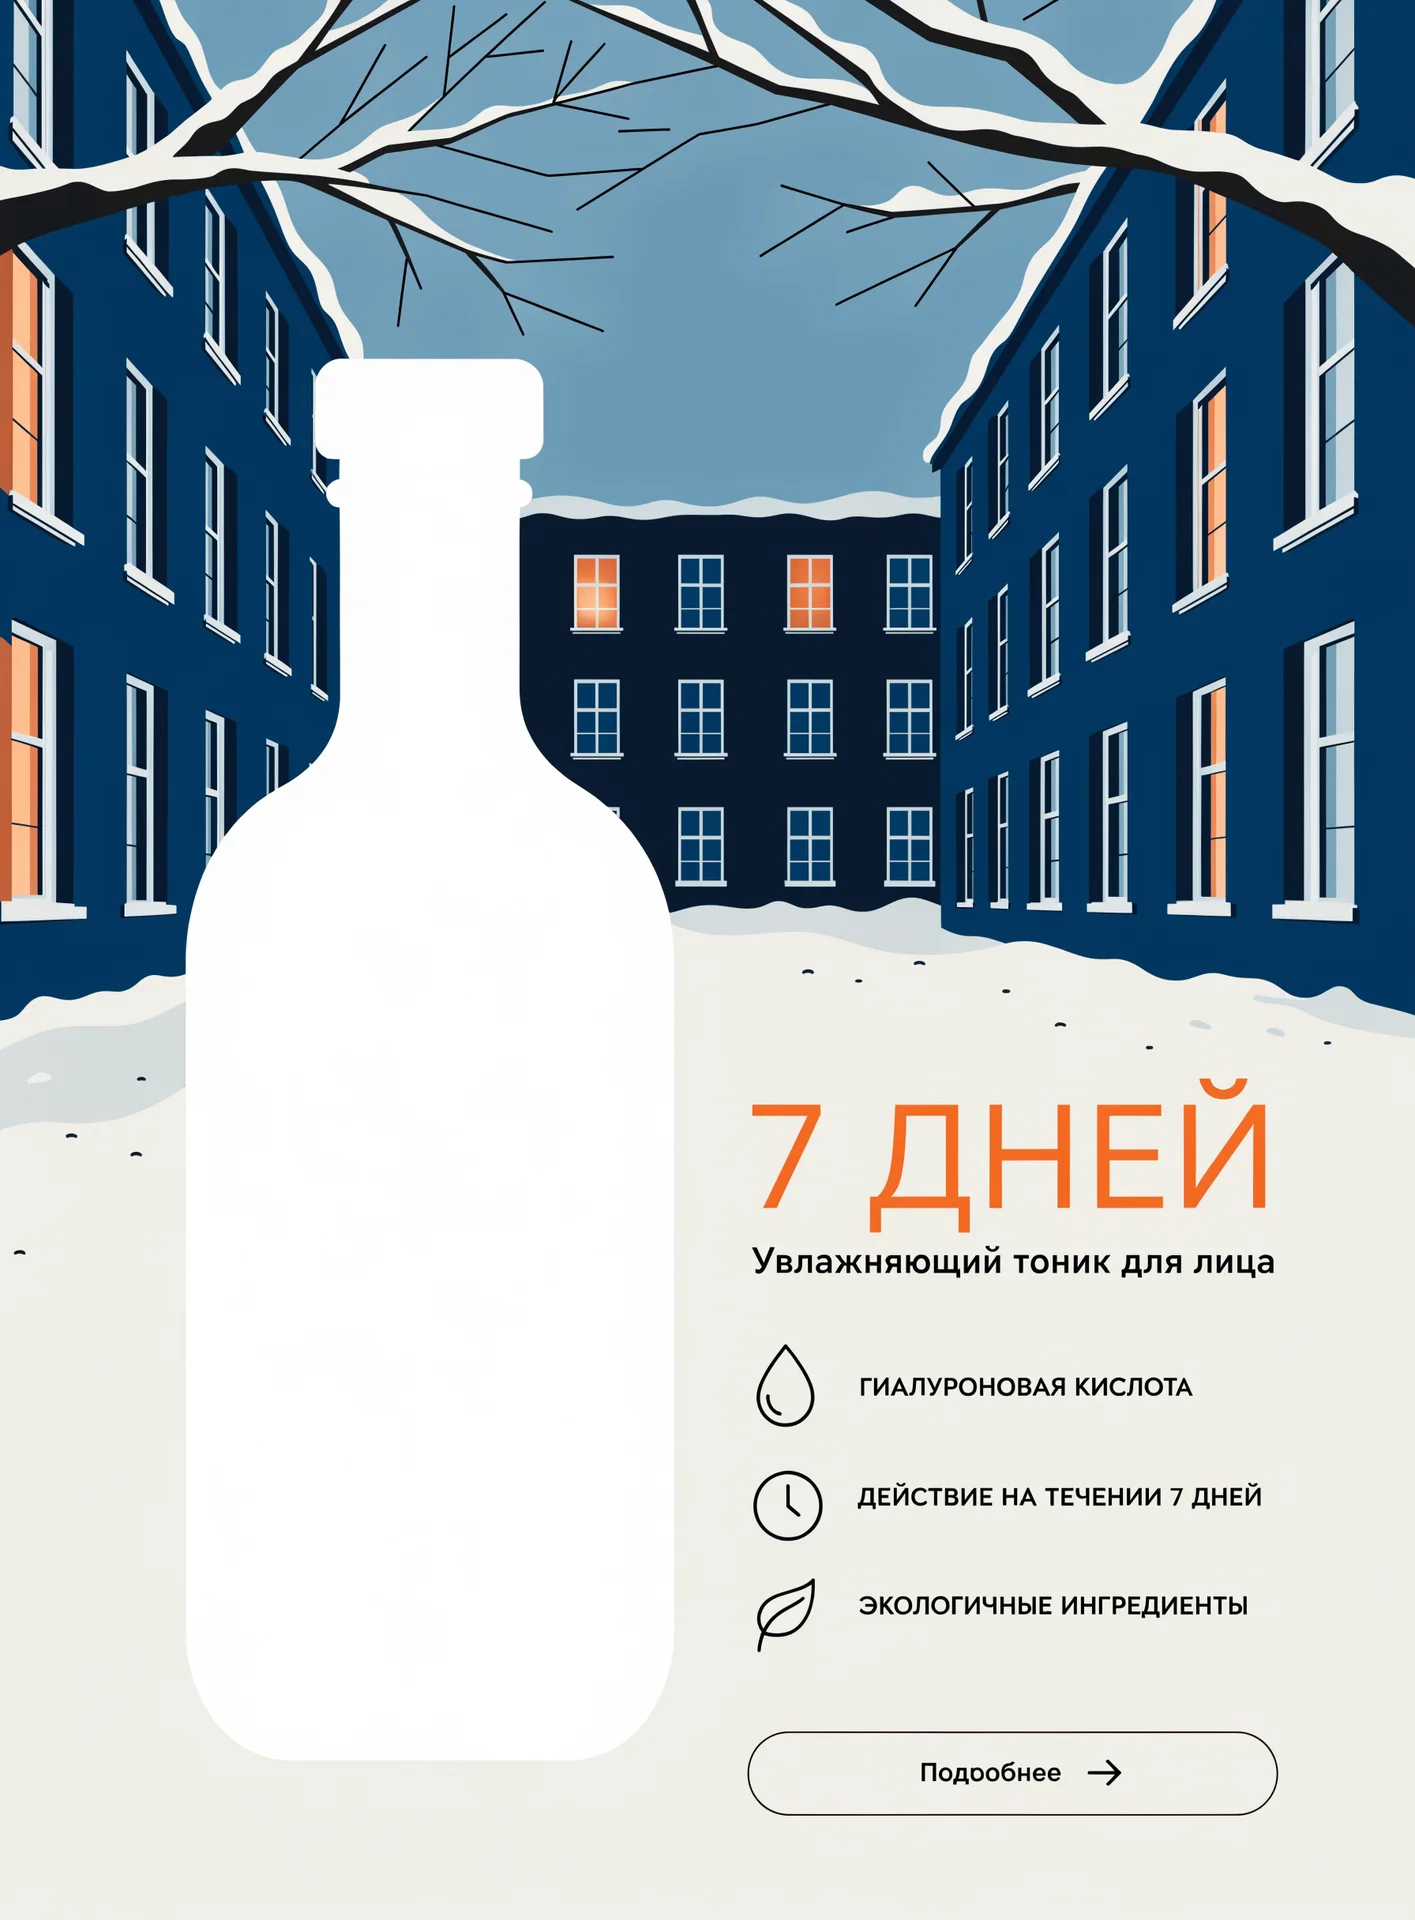 7 ДНЕЙ
Увлажняющий тоник для лица
ГИАЛУРОНОВАЯ КИСЛОТА
ДЕЙСТВИЕ НА ТЕЧЕНИИ 7 ДНЕЙ
ЭКОЛОГИЧНЫЕ ИНГРЕДИЕНТЫ
Подробнее →